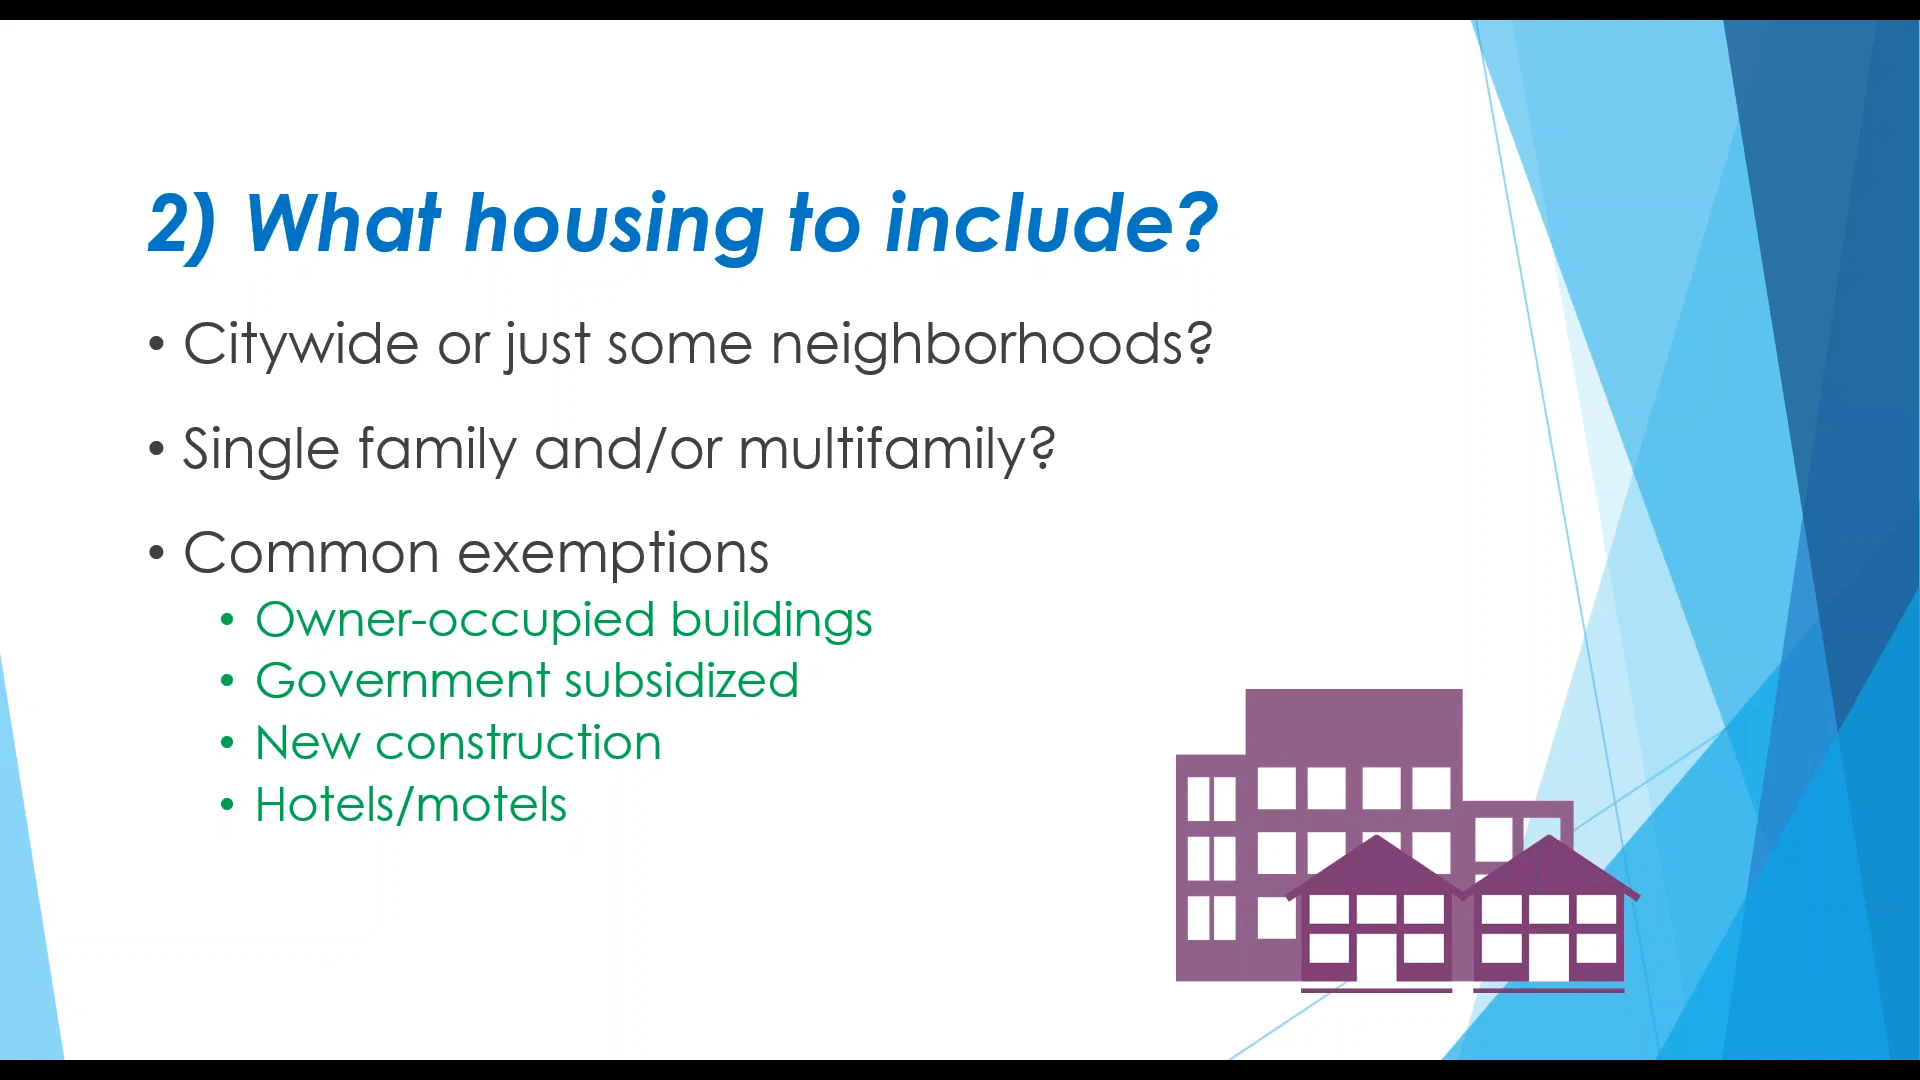 2) What housing to include?
• Citywide or just some neighborhoods?
• Single family and/or multifamily?
• Common exemptions
• Owner-occupied buildings
• Government subsidized
• New construction
• Hotels/motels